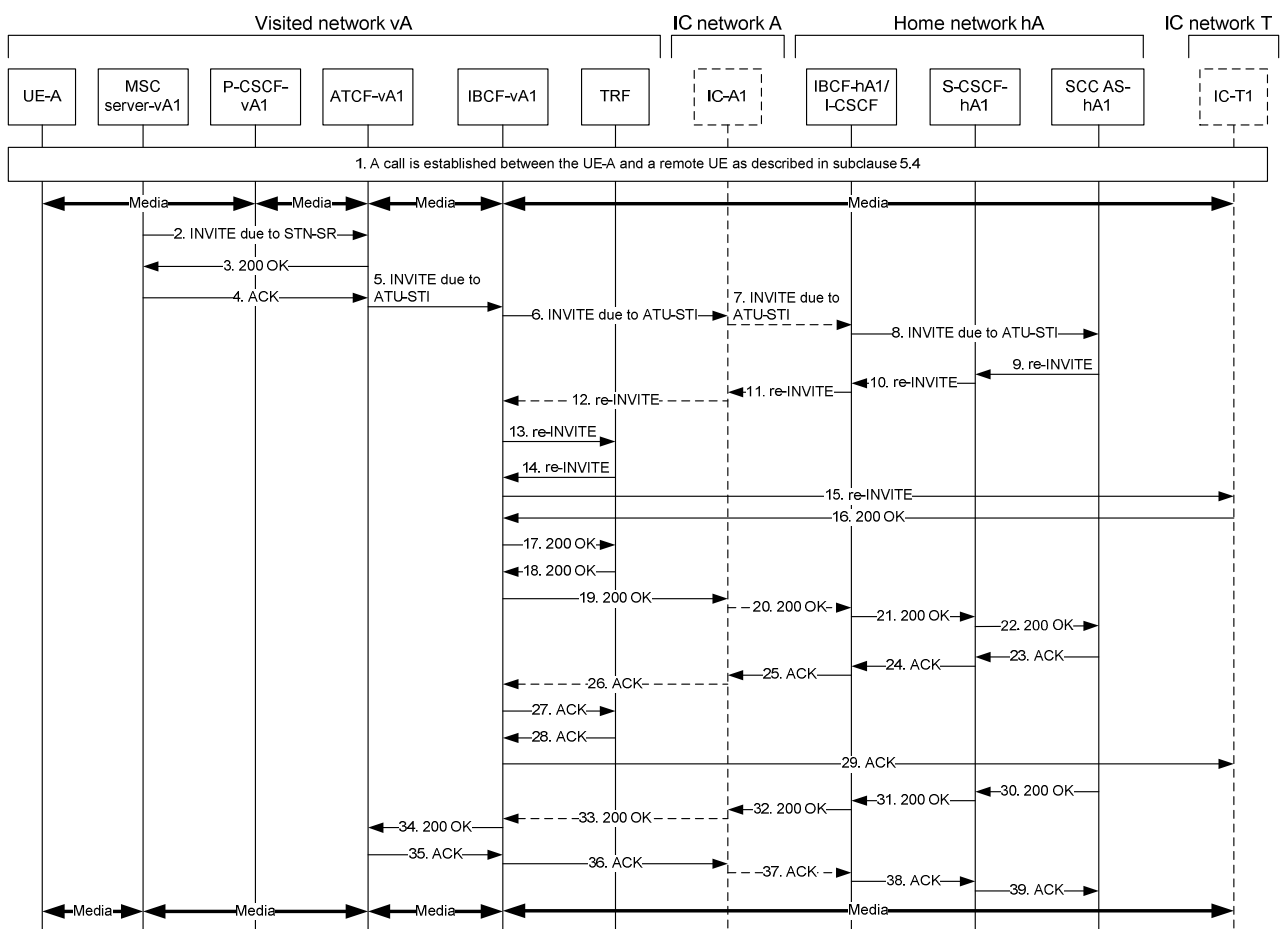 Visited network vA
IC network A
Home network hA
IC network T
UE-A
MSC
server-vA1
P-CSCF-
vA1
ATCF-vA1
IBCF-vA1
TRF
IC-A1
IBCF-hA1/
I-CSCF
S-CSCF-
hA1
SCC AS-
hA1
IC-T1
1. A call is established between the UE-A and a remote UE as described in subclause 5.4
Media
Media
Media
Media
2. INVITE due to STN-SR
3. 200 OK
4. ACK
5. INVITE due to
ATU-STI
6. INVITE due to ATU-STI
7. INVITE due to
ATU-STI
8. INVITE due to ATU-STI
9. re-INVITE
10. re-INVITE
11. re-INVITE
12. re-INVITE
13. re-INVITE
14. re-INVITE
15. re-INVITE
16. 200 OK
17. 200 OK
18. 200 OK
19. 200 OK
20. 200 OK
21. 200 OK
22. 200 OK
23. ACK
24. ACK
25. ACK
26. ACK
27. ACK
28. ACK
29. ACK
30. 200 OK
31. 200 OK
32. 200 OK
33. 200 OK
34. 200 OK
35. ACK
36. ACK
37. ACK
38. ACK
39. ACK
Media
Media
Media
Media